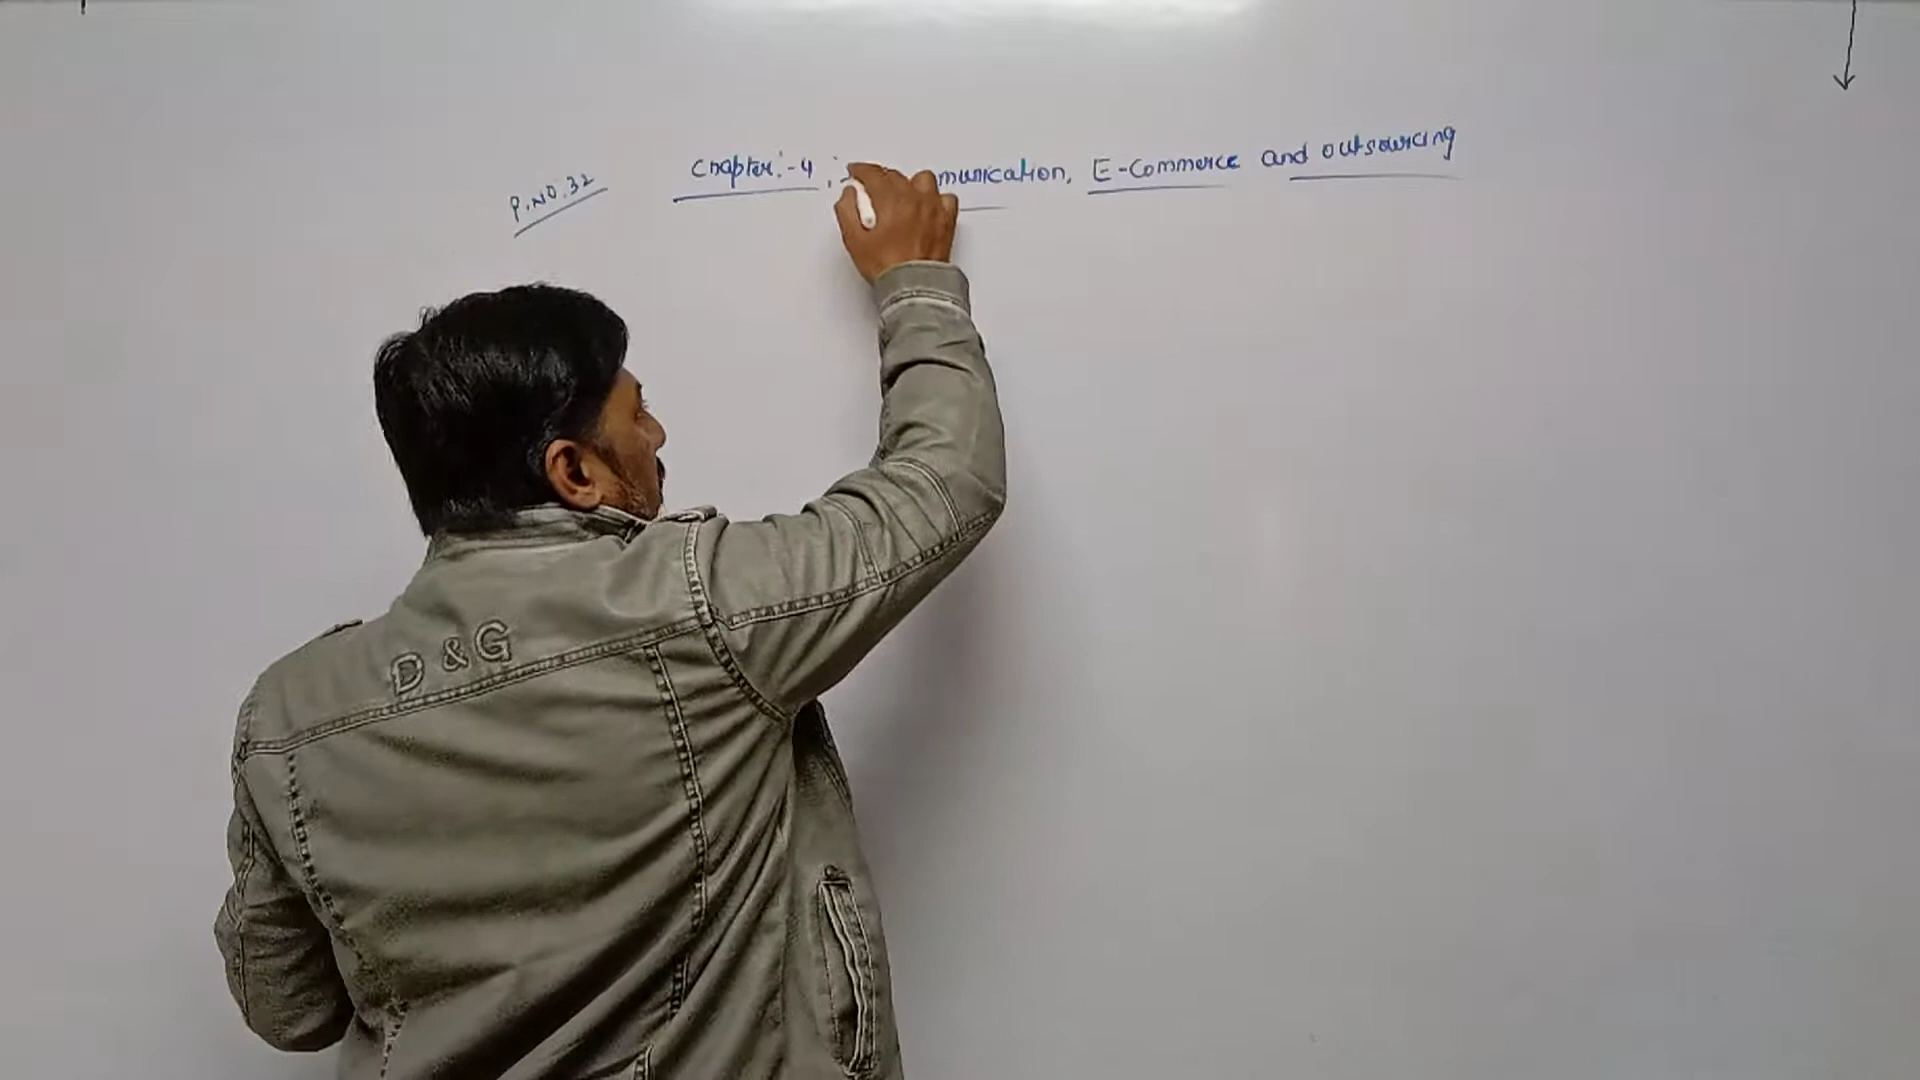 Chapter:-4: munication, E-Commerce and outsourcing
P.NO.32
D & G